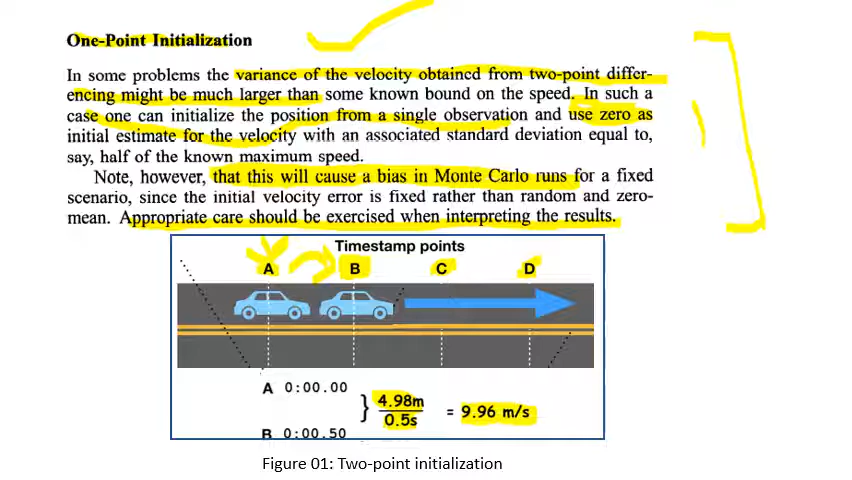 One-Point Initialization
In some problems the variance of the velocity obtained from two-point differ-
encing might be much larger than some known bound on the speed. In such a
case one can initialize the position from a single observation and use zero as
initial estimate for the velocity with an associated standard deviation equal to,
say, half of the known maximum speed.
Note, however, that this will cause a bias in Monte Carlo runs for a fixed
scenario, since the initial velocity error is fixed rather than random and zero-
mean. Appropriate care should be exercised when interpreting the results.
Timestamp points
A B C D
A 0:00.00
} 4.98m / 0.5s = 9.96 m/s
B 0:00.50
Figure 01: Two-point initialization